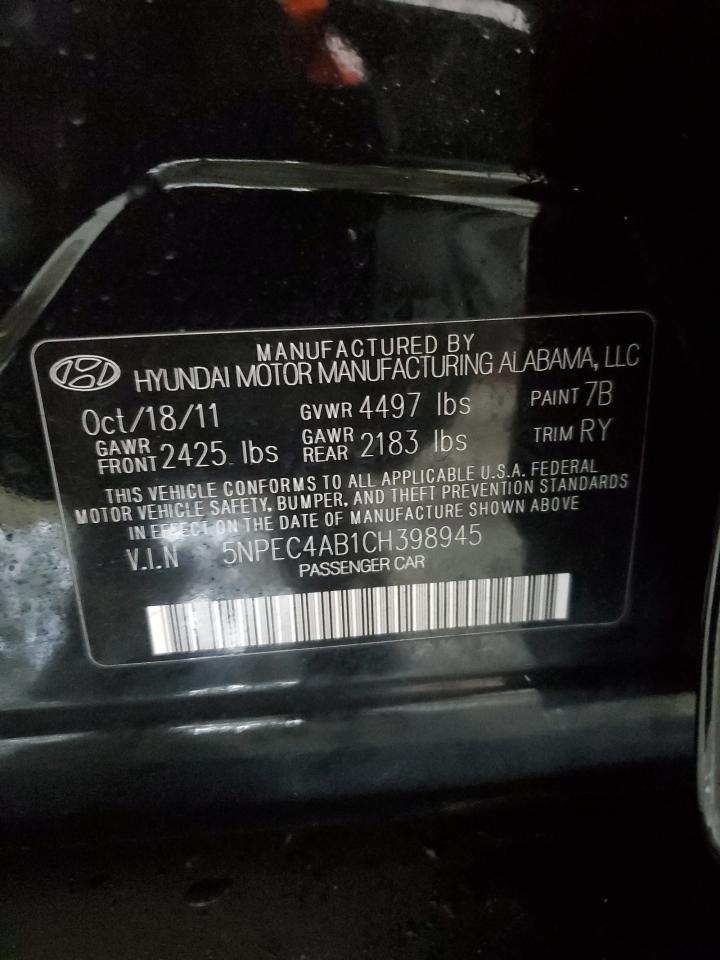 MANUFACTURED BY
HYUNDAI MOTOR MANUFACTURING ALABAMA, LLC
Oct/18/11 GVWR 4497 lbs PAINT 7B
GAWR FRONT 2425 lbs GAWR REAR 2183 lbs TRIM RY
THIS VEHICLE CONFORMS TO ALL APPLICABLE U.S.A. FEDERAL
MOTOR VEHICLE SAFETY, BUMPER, AND THEFT PREVENTION STANDARDS
IN EFFECT ON THE DATE OF MANUFACTURE SHOWN ABOVE
V.I.N 5NPEC4AB1CH398945
PASSENGER CAR